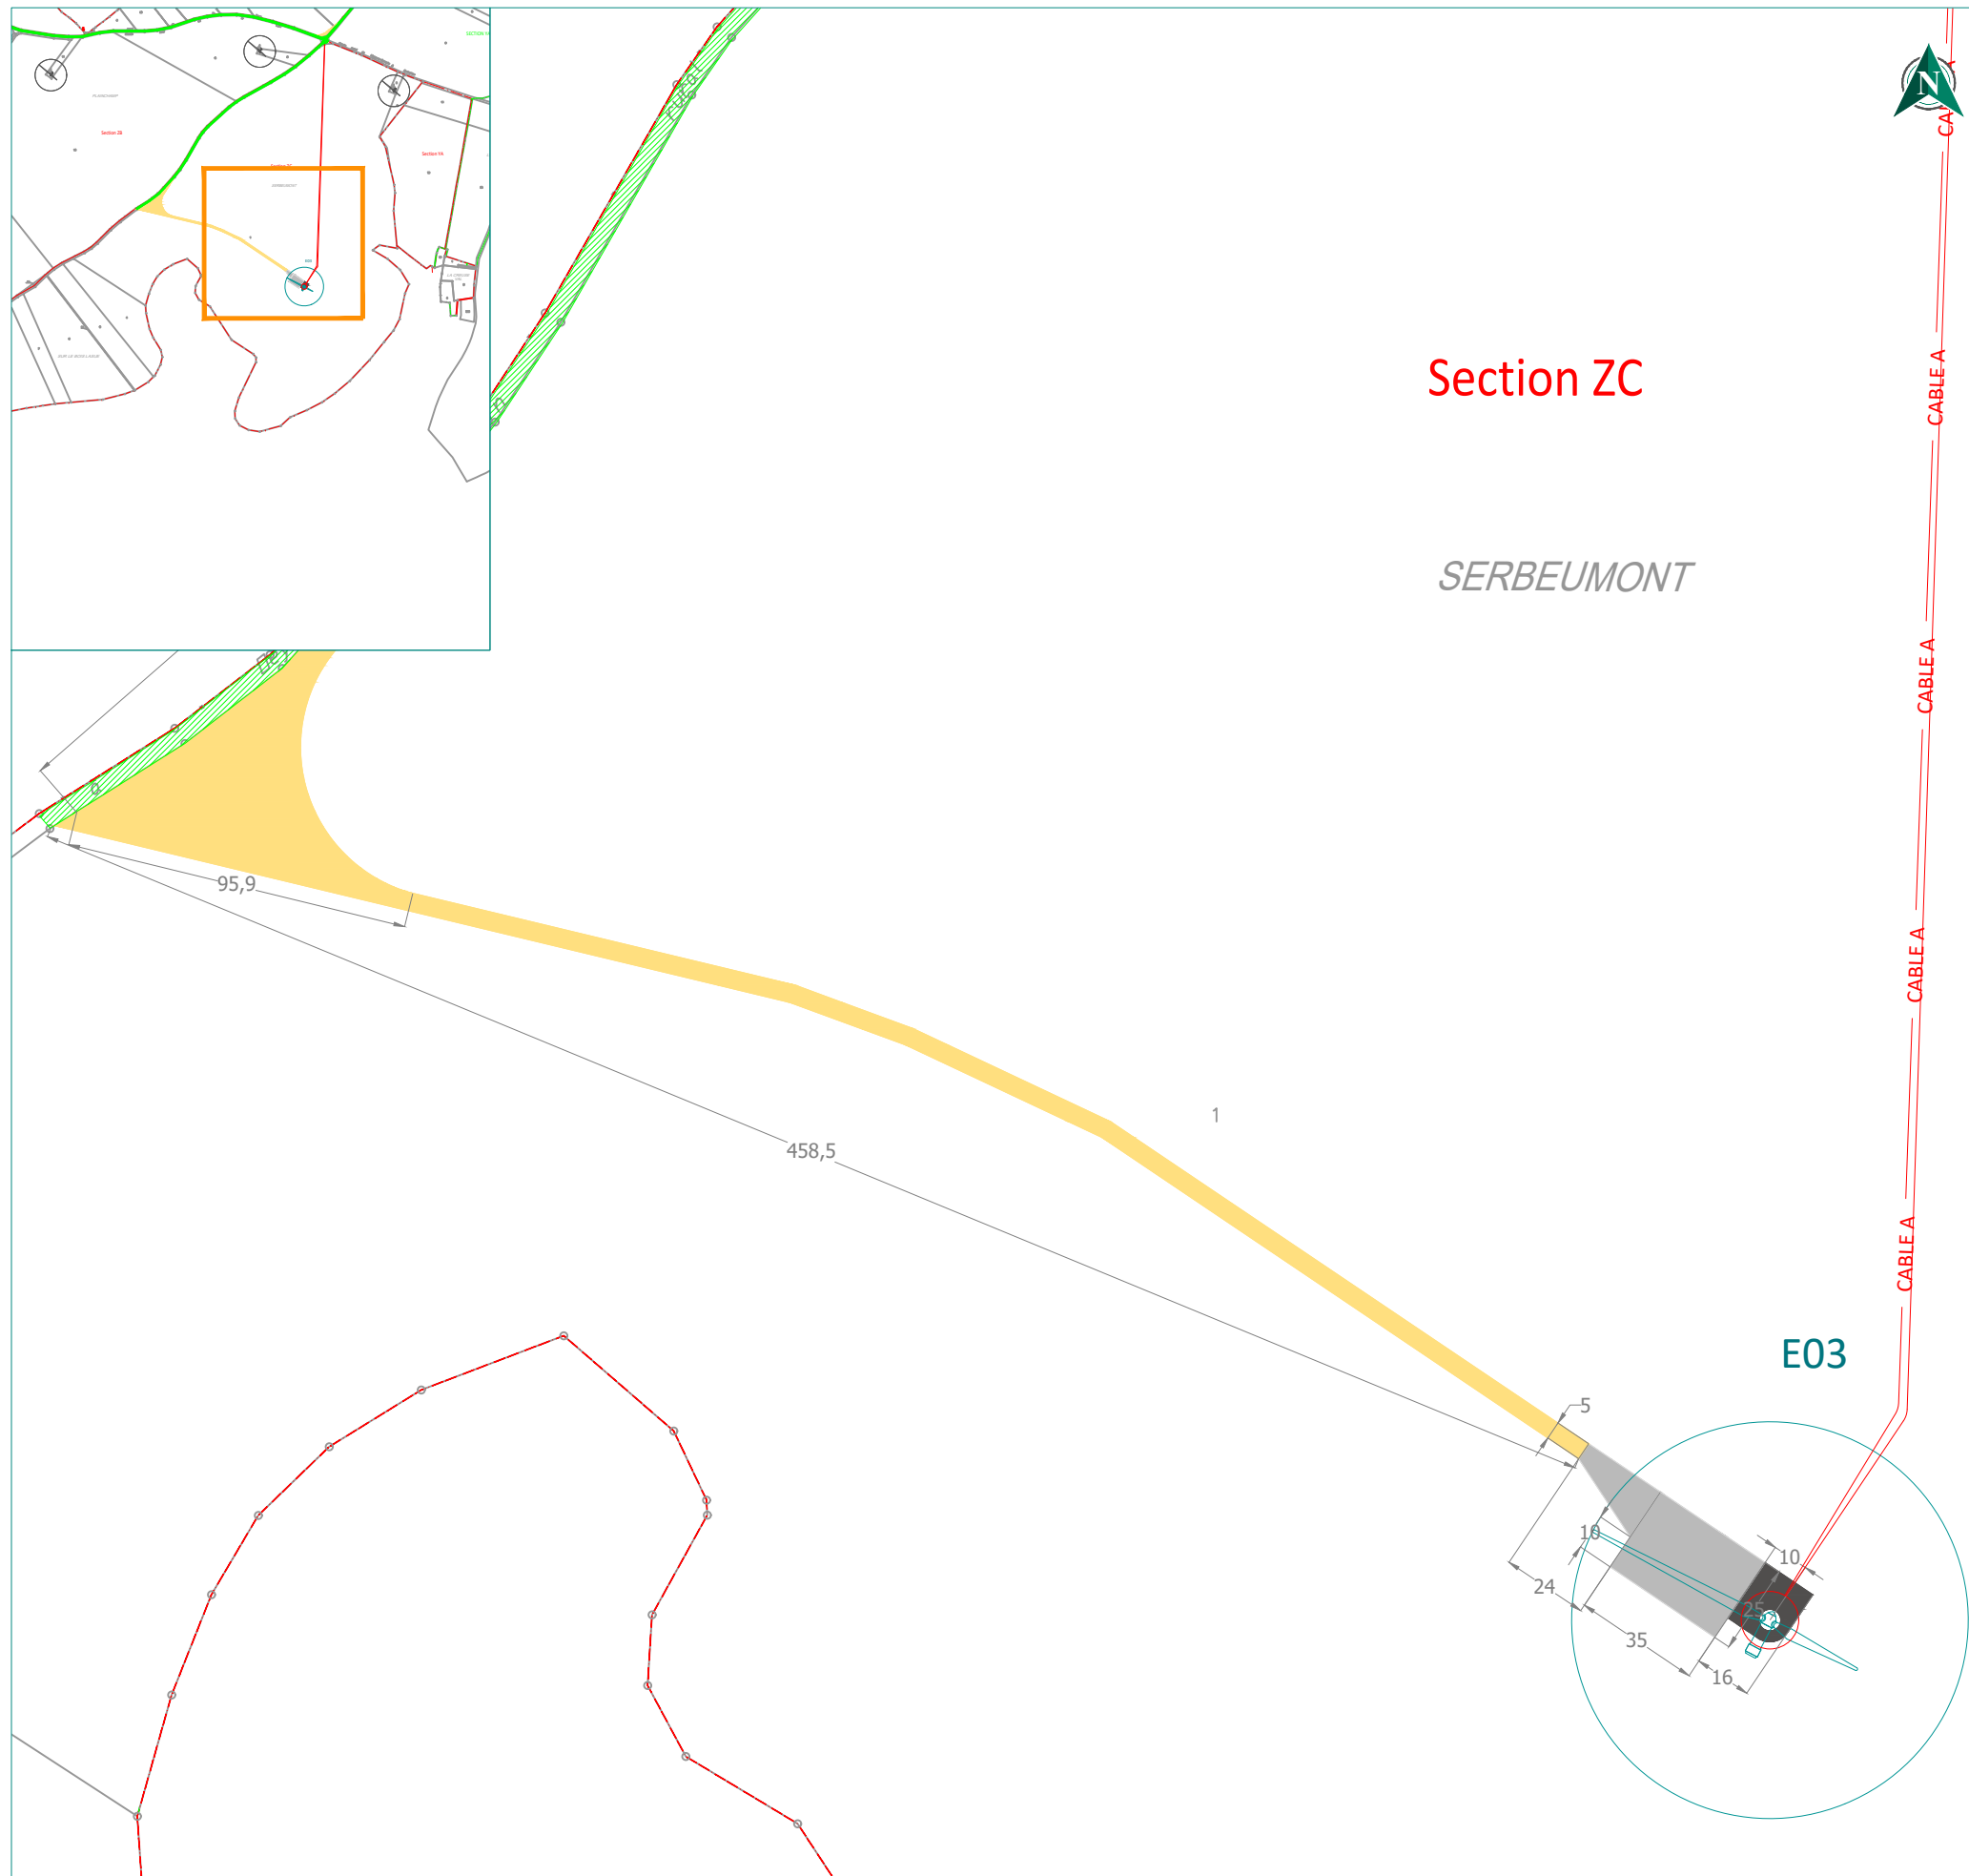 Section ZB
Section YA
N
CABLE A
Section ZC
CABLE A
SERBEUMONT
CABLE A
95,9
CABLE A
1
458,5
CABLE A
E03
5
10
10
24
25
35
16